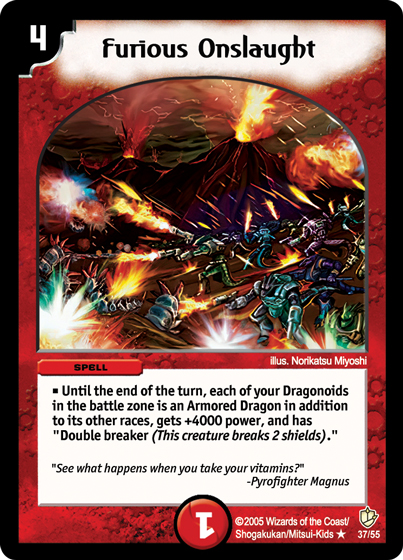 4
Furious Onslaught
illus. Norikatsu Miyoshi
SPELL
▪ Until the end of the turn, each of your Dragonoids
in the battle zone is an Armored Dragon in addition
to its other races, gets +4000 power, and has
"Double breaker (This creature breaks 2 shields)."
"See what happens when you take your vitamins?"
-Pyrofighter Magnus
1
©2005 Wizards of the Coast/
Shogakukan/Mitsui-Kids ★ 37/55